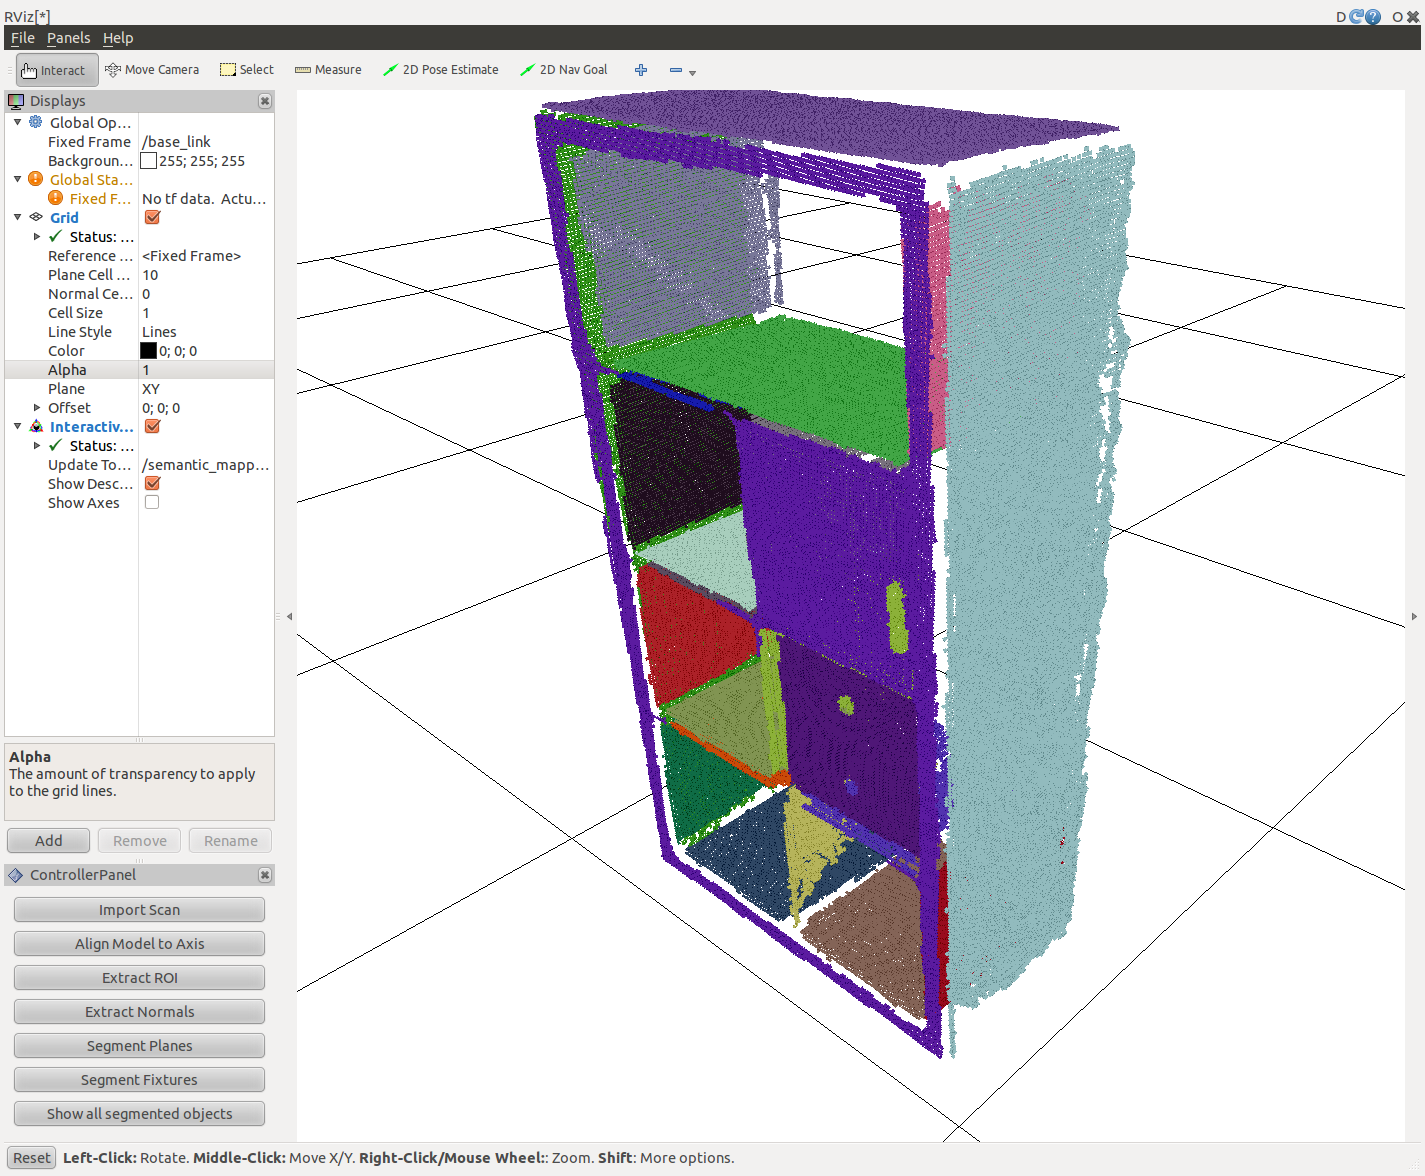 RViz[*]
D ? O
File Panels Help
Interact Move Camera Select Measure 2D Pose Estimate 2D Nav Goal
Displays
Global Op...
Fixed Frame /base_link
Backgroun... 255; 255; 255
Global Sta...
Fixed F... No tf data. Actu...
Grid
Status: ...
Reference ... <Fixed Frame>
Plane Cell ... 10
Normal Ce... 0
Cell Size 1
Line Style Lines
Color 0; 0; 0
Alpha 1
Plane XY
Offset 0; 0; 0
Interactiv...
Status: ...
Update To... /semantic_mapp...
Show Desc...
Show Axes
Alpha
The amount of transparency to apply
to the grid lines.
Add Remove Rename
ControllerPanel
Import Scan
Align Model to Axis
Extract ROI
Extract Normals
Segment Planes
Segment Fixtures
Show all segmented objects
Reset Left-Click: Rotate. Middle-Click: Move X/Y. Right-Click/Mouse Wheel:: Zoom. Shift: More options.